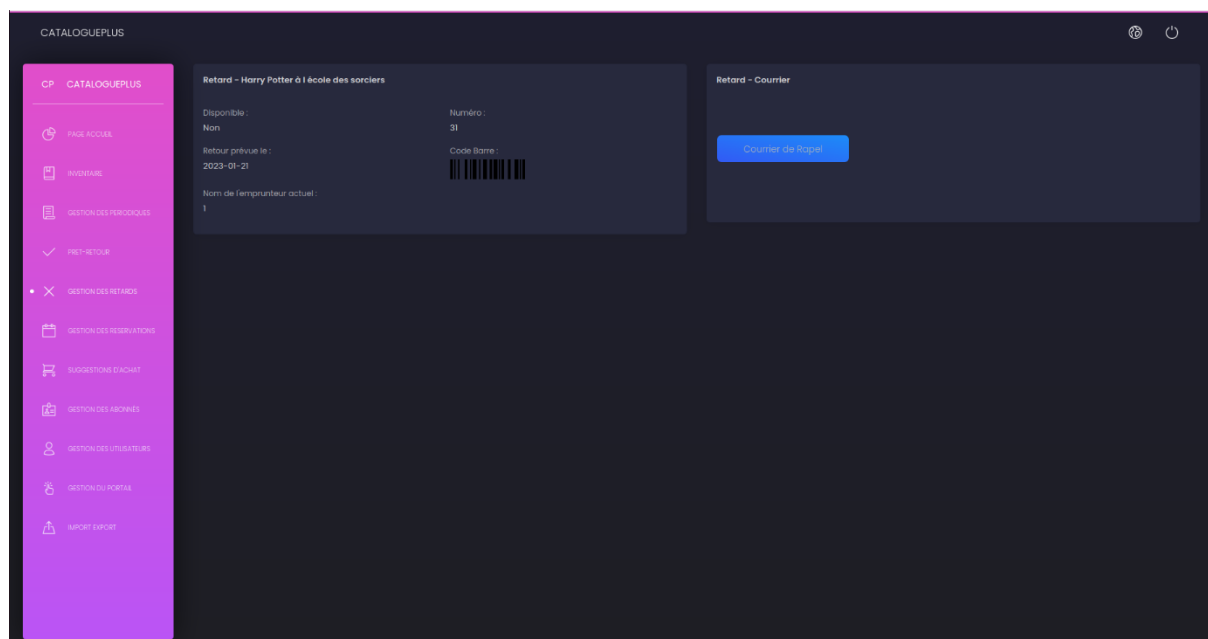 CATALOGUEPLUS
CP CATALOGUEPLUS
PAGE ACCUEIL
INVENTAIRE
GESTION DES PERIODIQUES
PRET-RETOUR
GESTION DES RETARDS
GESTION DES RESERVATIONS
SUGGESTIONS D'ACHAT
GESTION DES ABONNÉS
GESTION DES UTILISATEURS
GESTION DU PORTAIL
IMPORT EXPORT
Retard - Harry Potter à l école des sorciers
Disponible :
Non
Numéro :
31
Retour prévue le :
2023-01-21
Code Barre :
Nom de l'emprunteur actuel :
1
Retard - Courrier
Courrier de Rapel